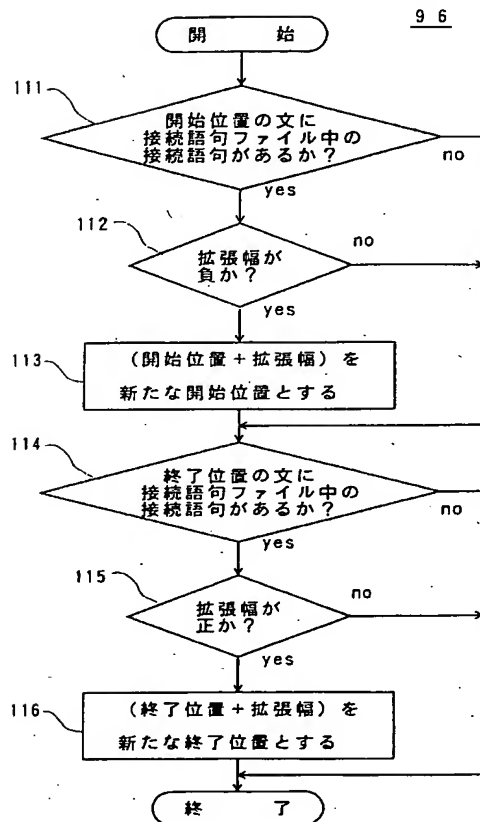 96
開始
111
開始位置の文に
接続語句ファイル中の
接続語句があるか?
no
yes
112
no
拡張幅が
負か?
yes
113
(開始位置+拡張幅)を
新たな開始位置とする
114
終了位置の文に
接続語句ファイル中の
接続語句があるか?
no
yes
115
no
拡張幅が
正か?
yes
116
(終了位置+拡張幅)を
新たな終了位置とする
終了